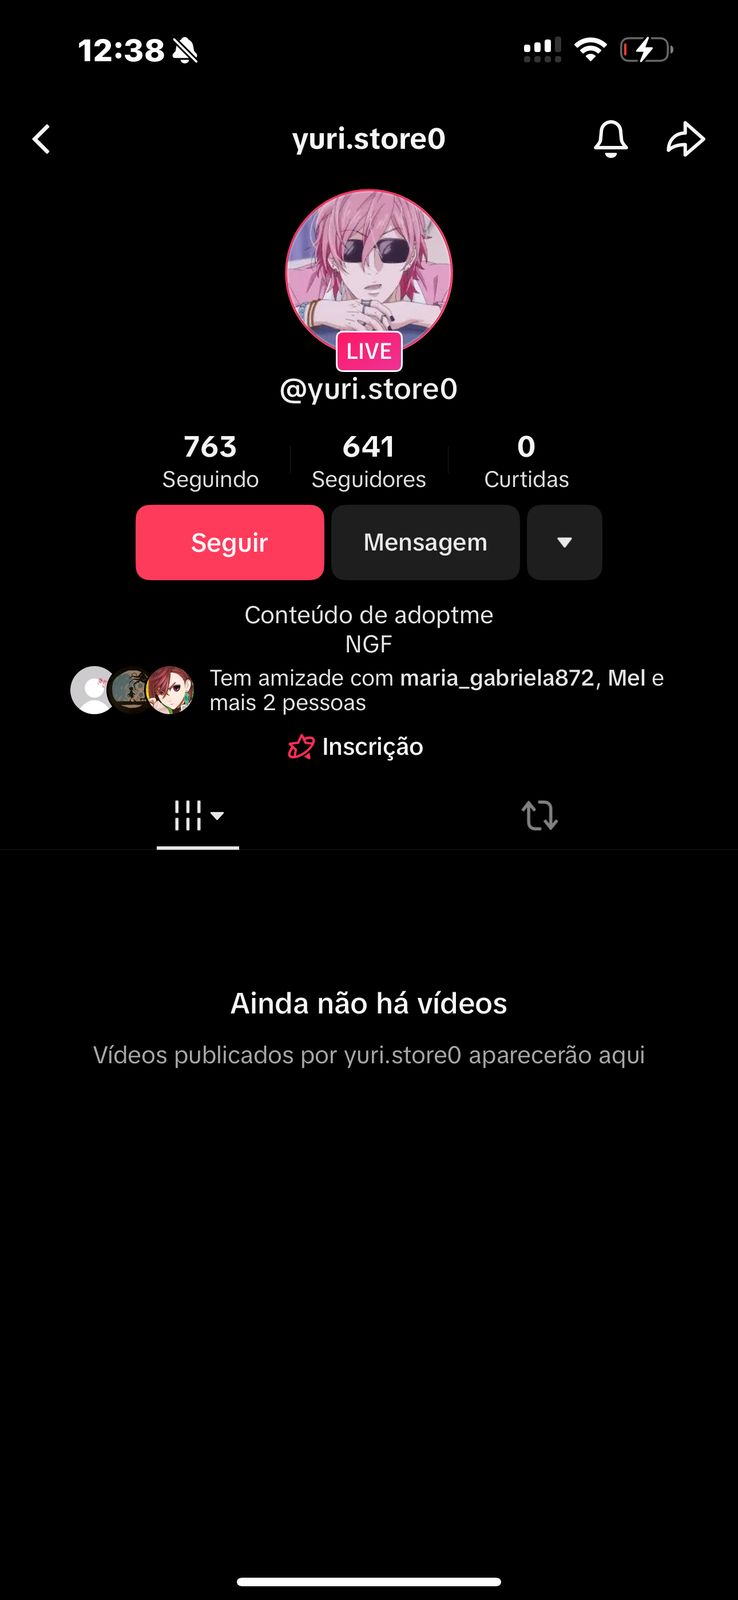 12:38
yuri.store0
LIVE
@yuri.store0
763 641 0
Seguindo Seguidores Curtidas
Seguir Mensagem
Conteúdo de adoptme
NGF
Tem amizade com maria_gabriela872, Mel e
mais 2 pessoas
Inscrição
Ainda não há vídeos
Vídeos publicados por yuri.store0 aparecerão aqui